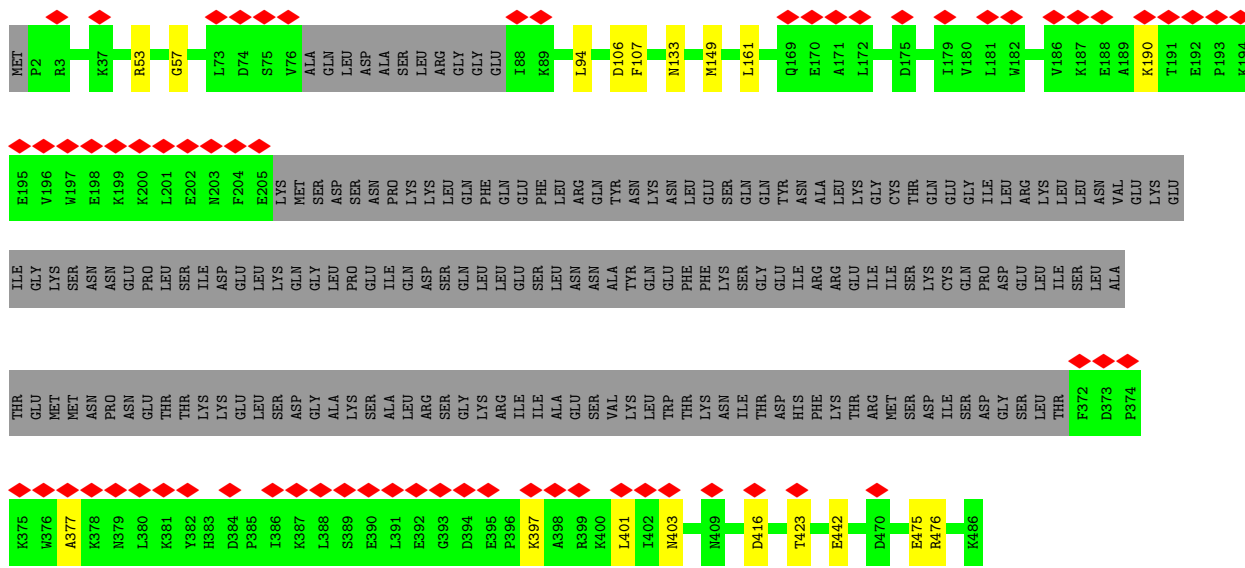 MET P2 R3 K37 R53 G57 L73 D74 S75 V76 ALA GLN LEU ASP ALA SER LEU ARG GLY GLY GLU I88 K89 L94 D106 F107 N133 M149 L161 Q169 E170 A171 L172 D175 I179 V180 L181 W182 V186 K187 E188 A189 K190 T191 E192 P193 K194
E195 V196 W197 E198 K199 K200 L201 E202 N203 F204 E205 LYS MET SER ASP SER ASN PRO LYS LYS LEU GLN PHE GLN GLU PHE LEU ARG GLN TYR ASN LYS ASN LEU GLU SER GLN GLN TYR ASN ALA LEU LYS GLY CYS THR GLN GLU GLY ILE LEU ARG LYS LEU LEU ASN VAL GLU LYS GLU
ILE GLY LYS SER ASN ASN GLU PRO LEU SER ILE ASP GLU LEU LYS GLN GLY LEU PRO GLU ILE GLN ASP SER GLN LEU LEU GLU SER LEU ASN ASN ALA TYR GLN GLU PHE PHE LYS SER GLY GLU ILE ARG ARG GLU ILE ILE SER LYS CYS GLN PRO ASP GLU LEU ILE SER LEU ALA
THR GLU MET MET ASN PRO ASN GLU THR THR LYS LYS GLU LEU SER ASP GLY ALA LYS SER ALA LEU ARG SER GLY LYS ARG ILE ILE ALA GLU SER VAL LYS LEU TRP THR LYS ASN ILE THR ASP HIS PHE LYS THR ARG MET SER ASP ILE SER ASP GLY SER LEU THR F372 D373 P374
K375 W376 A377 K378 N379 L380 K381 Y382 H383 D384 P385 I386 K387 L388 S389 E390 L391 E392 G393 D394 E395 P396 K397 A398 R399 K400 L401 I402 N403 N409 D416 T423 E442 D470 E475 R476 K486